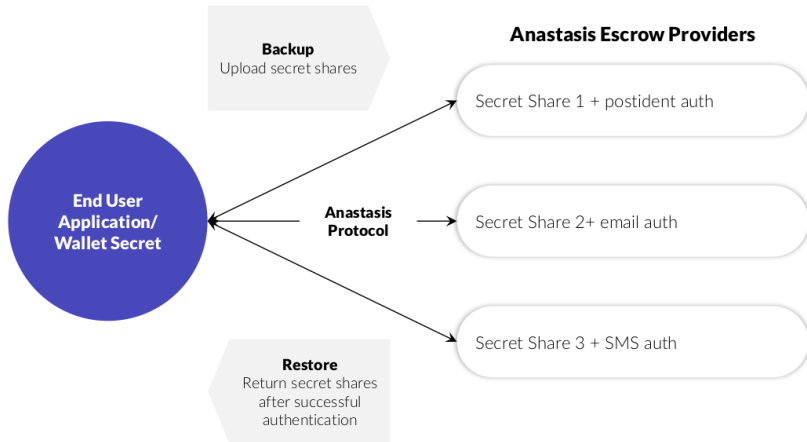 Backup
Upload secret shares
Anastasis Escrow Providers
Secret Share 1 + postident auth
End User
Application/
Wallet Secret
Anastasis
Protocol
Secret Share 2+ email auth
Secret Share 3 + SMS auth
Restore
Return secret shares
after successful
authentication